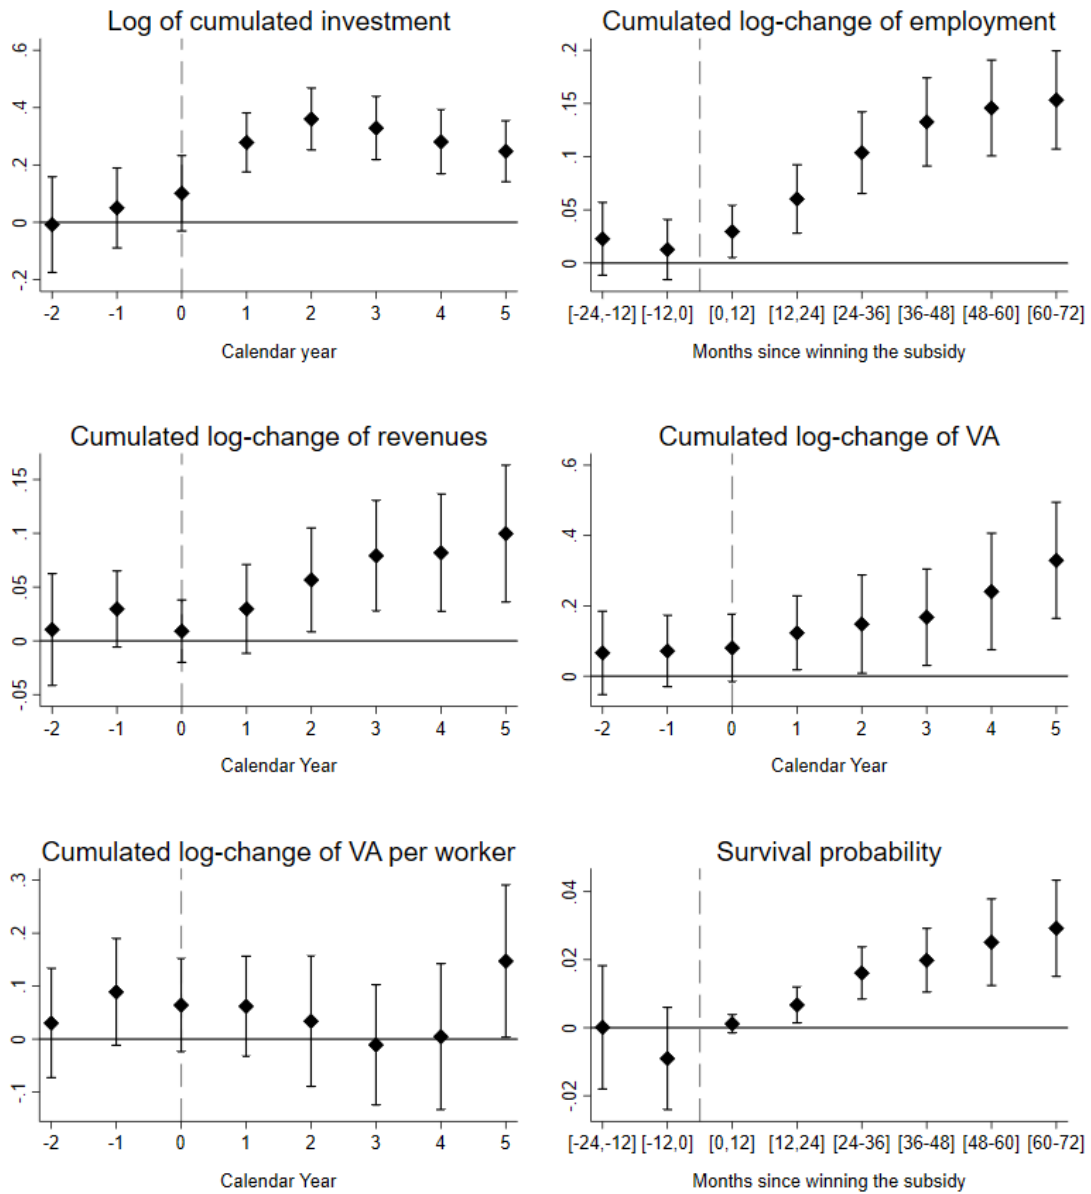 Log of cumulated investment
.6
.4
.2
0
-.2
-2 -1 0 1 2 3 4 5
Calendar year
Cumulated log-change of employment
.2
.15
.1
.05
0
[-24,-12] [-12,0] [0,12] [12,24] [24-36] [36-48] [48-60] [60-72]
Months since winning the subsidy
Cumulated log-change of revenues
.15
.1
.05
0
-.05
-2 -1 0 1 2 3 4 5
Calendar Year
Cumulated log-change of VA
.6
.4
.2
0
-2 -1 0 1 2 3 4 5
Calendar Year
Cumulated log-change of VA per worker
.3
.2
.1
0
-.1
-2 -1 0 1 2 3 4 5
Calendar Year
Survival probability
.04
.02
0
-.02
[-24,-12] [-12,0] [0,12] [12,24] [24-36] [36-48] [48-60] [60-72]
Months since winning the subsidy